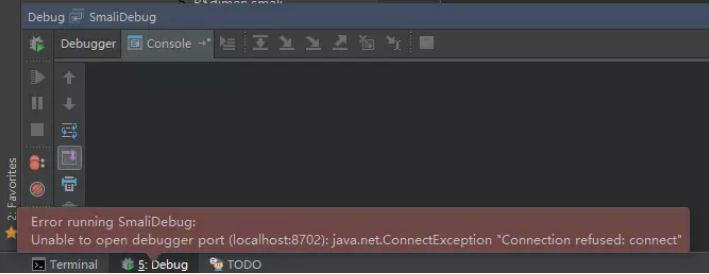 Debug SmaliDebug
Debugger Console
2: Favorites
Error running SmaliDebug:
Unable to open debugger port (localhost:8702): java.net.ConnectException "Connection refused: connect"
Terminal 5: Debug TODO